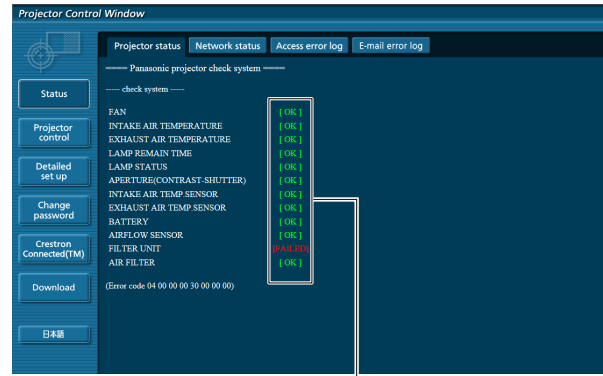 Projector Control Window
Projector status Network status Access error log E-mail error log
==== Panasonic projector check system ====
Status
----- check system -----
FAN [ OK ]
Projector control
INTAKE AIR TEMPERATURE [ OK ]
EXHAUST AIR TEMPERATURE [ OK ]
LAMP REMAIN TIME [ OK ]
Detailed set up
LAMP STATUS [ OK ]
APERTURE(CONTRAST-SHUTTER) [ OK ]
INTAKE AIR TEMP.SENSOR [ OK ]
Change password
EXHAUST AIR TEMP.SENSOR [ OK ]
BATTERY [ OK ]
AIRFLOW SENSOR [ OK ]
Crestron Connected(TM)
FILTER UNIT [FAILED]
AIR FILTER [ OK ]
Download
(Error code 04 00 00 00 30 00 00 00)
日本語